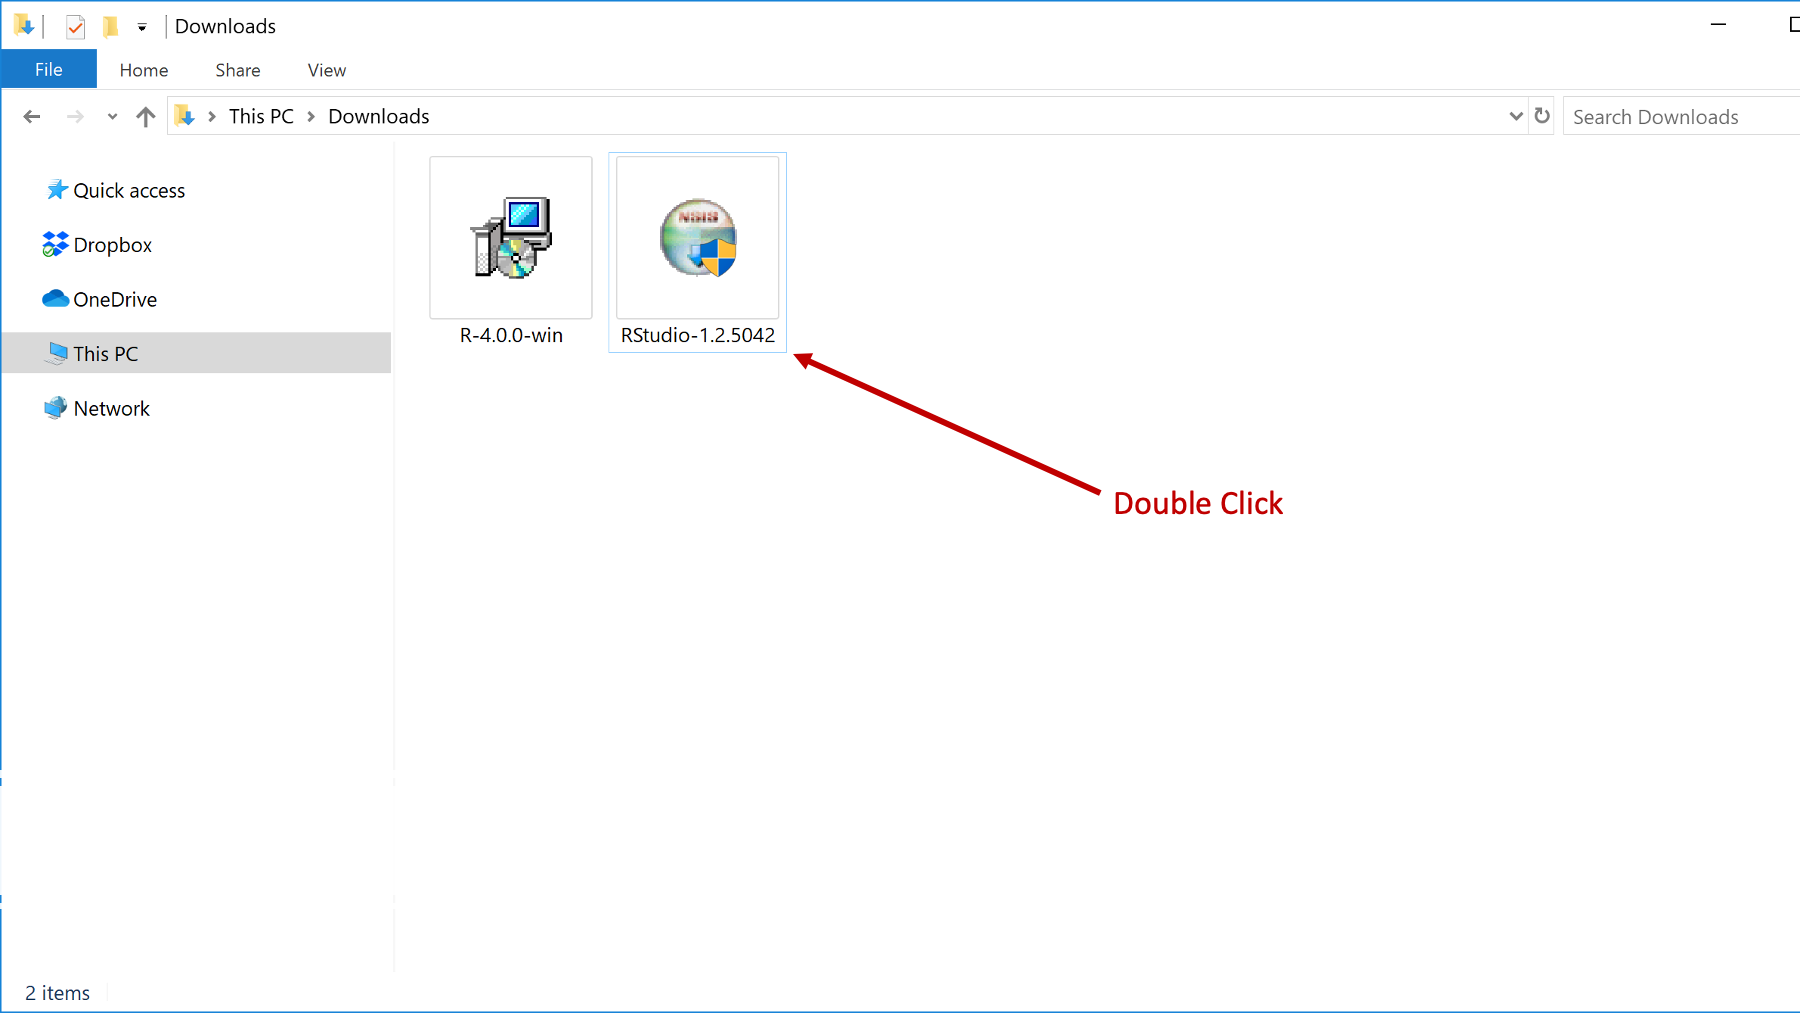 Downloads
File Home Share View
This PC Downloads
Search Downloads
Quick access
Dropbox
OneDrive
This PC
Network
NSIS
R-4.0.0-win
RStudio-1.2.5042
Double Click
2 items